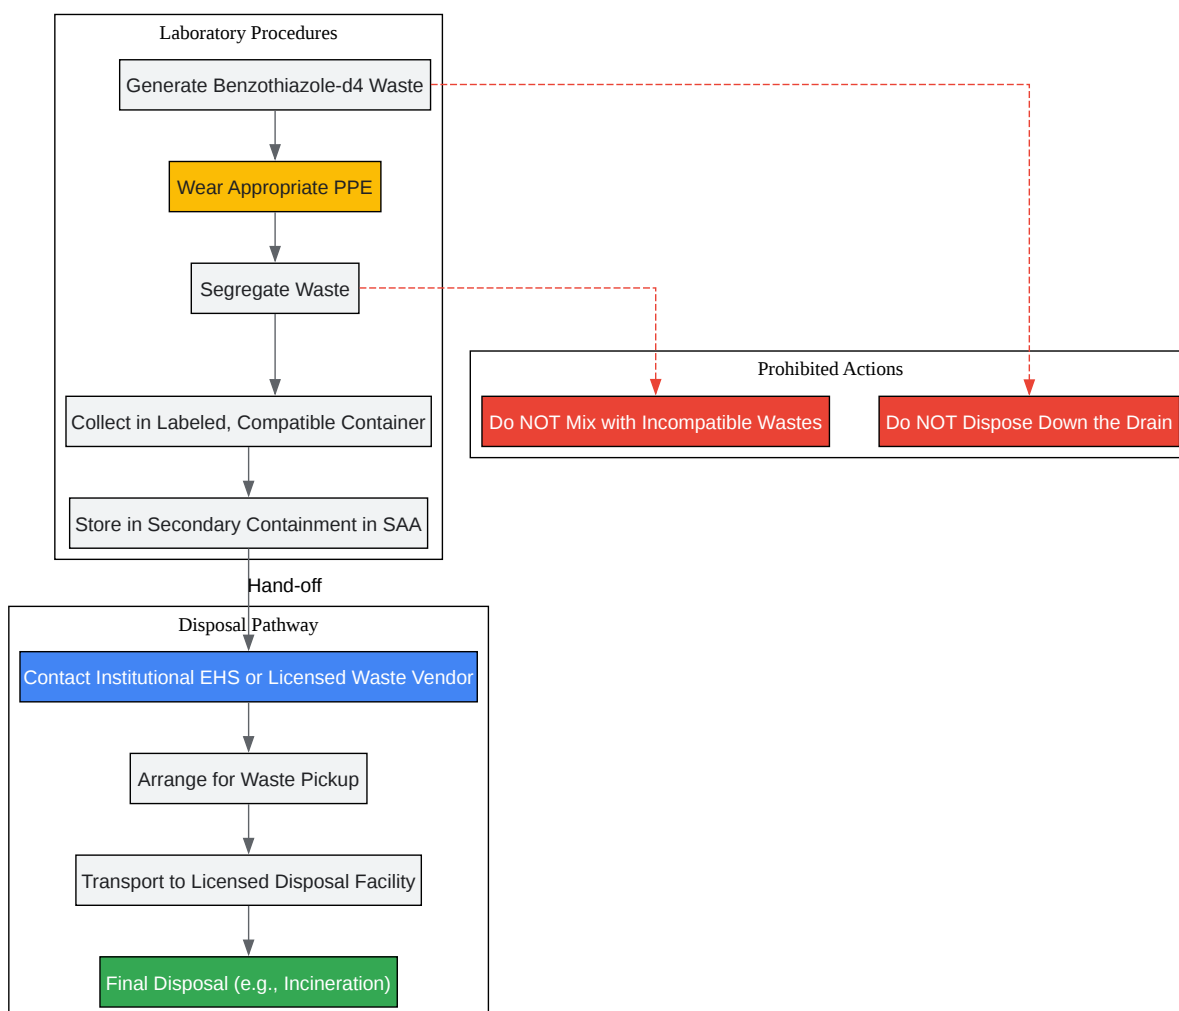 Laboratory Procedures
Generate Benzothiazole-d4 Waste
Wear Appropriate PPE
Segregate Waste
Prohibited Actions
Collect in Labeled, Compatible Container
Do NOT Mix with Incompatible Wastes
Do NOT Dispose Down the Drain
Store in Secondary Containment in SAA
Hand-off
Disposal Pathway
Contact Institutional EHS or Licensed Waste Vendor
Arrange for Waste Pickup
Transport to Licensed Disposal Facility
Final Disposal (e.g., Incineration)